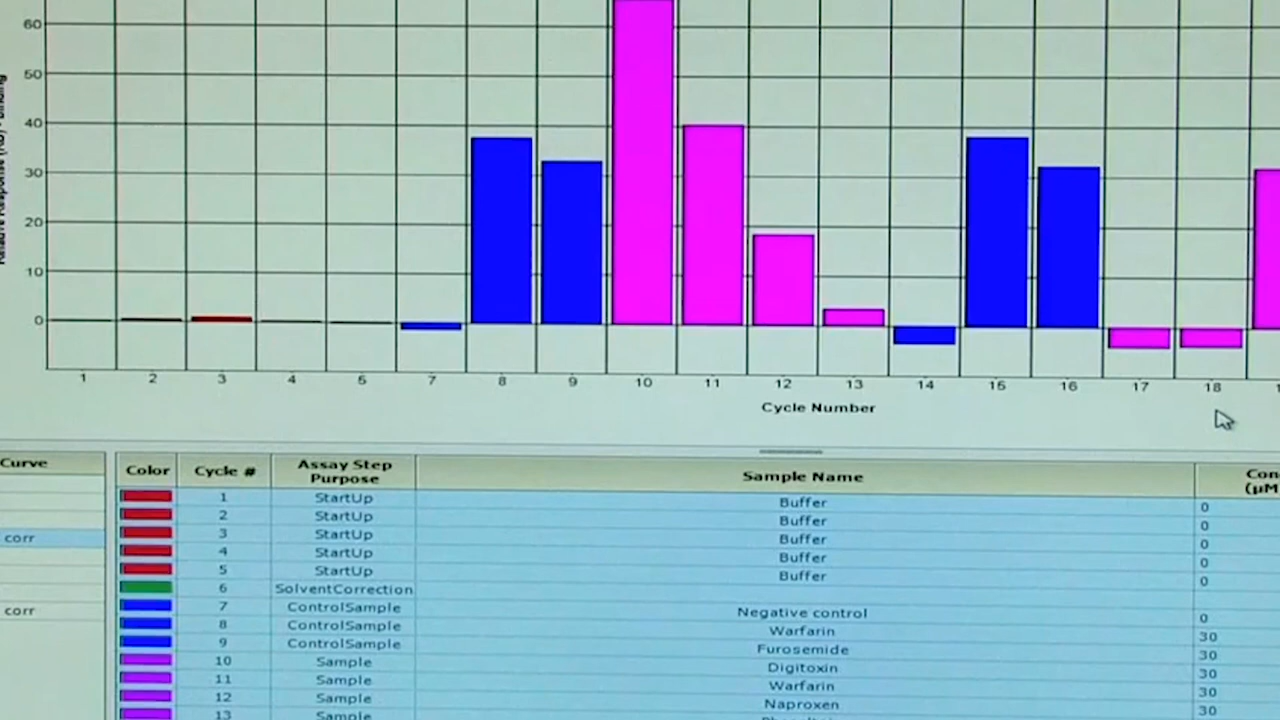 60
50
40
30
20
10
0
1 2 3 4 5 7 8 9 10 11 12 13 14 15 16 17 18
Cycle Number
Curve Color Cycle # Assay Step Purpose Sample Name (µM
1 StartUp Buffer 0
2 StartUp Buffer 0
corr 3 StartUp Buffer 0
4 StartUp Buffer 0
5 StartUp Buffer 0
6 SolventCorrection
corr 7 ControlSample Negative control 0
8 ControlSample Warfarin 30
9 ControlSample Furosemide 30
10 Sample Digitoxin 30
11 Sample Warfarin 30
12 Sample Naproxen 30
13 Sample